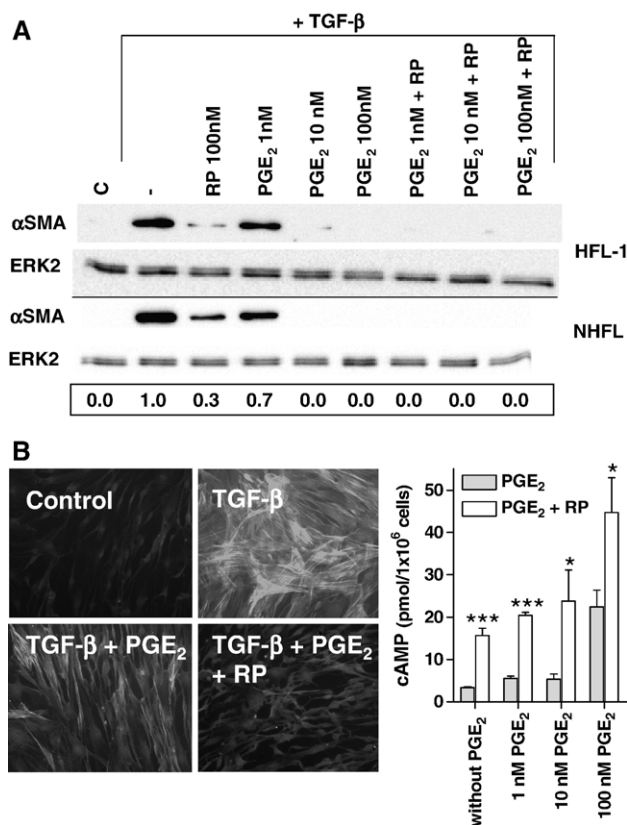 A
+ TGF-β
C
-
RP 100nM
PGE₂ 1nM
PGE₂ 10 nM
PGE₂ 100nM
PGE₂ 1nM + RP
PGE₂ 10 nM + RP
PGE₂ 100nM + RP
αSMA
ERK2
HFL-1
αSMA
ERK2
NHFL
0.0 1.0 0.3 0.7 0.0 0.0 0.0 0.0 0.0
B
Control
TGF-β
TGF-β + PGE₂
TGF-β + PGE₂
+ RP
PGE₂
PGE₂ + RP
cAMP (pmol/1x10⁶ cells)
50
40
30
20
10
0
***
***
*
*
without PGE₂
1 nM PGE₂
10 nM PGE₂
100 nM PGE₂